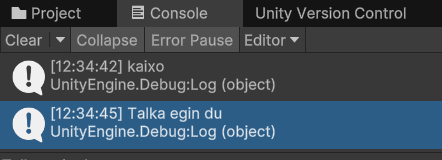 Project Console Unity Version Control
Clear Collapse Error Pause Editor
[12:34:42] kaixo
UnityEngine.Debug:Log (object)
[12:34:45] Talka egin du
UnityEngine.Debug:Log (object)